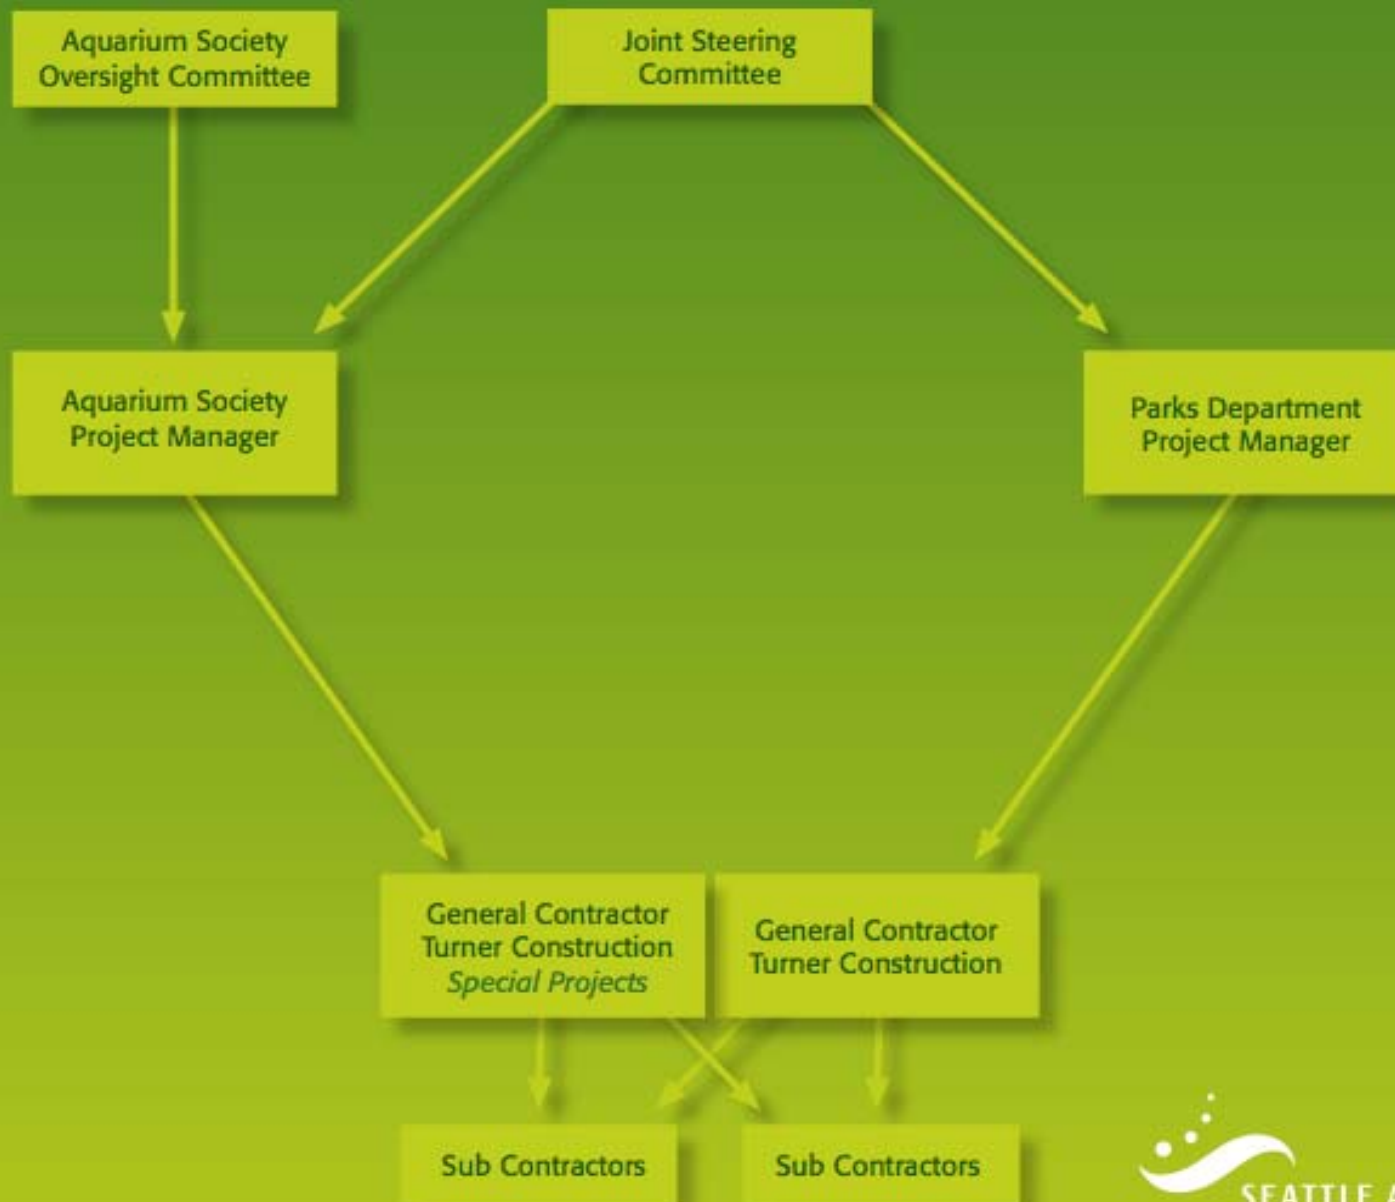 Aquarium Society
Oversight Committee
Joint Steering
Committee
Aquarium Society
Project Manager
Parks Department
Project Manager
General Contractor
Turner Construction
Special Projects
General Contractor
Turner Construction
Sub Contractors
Sub Contractors
SEATTLE